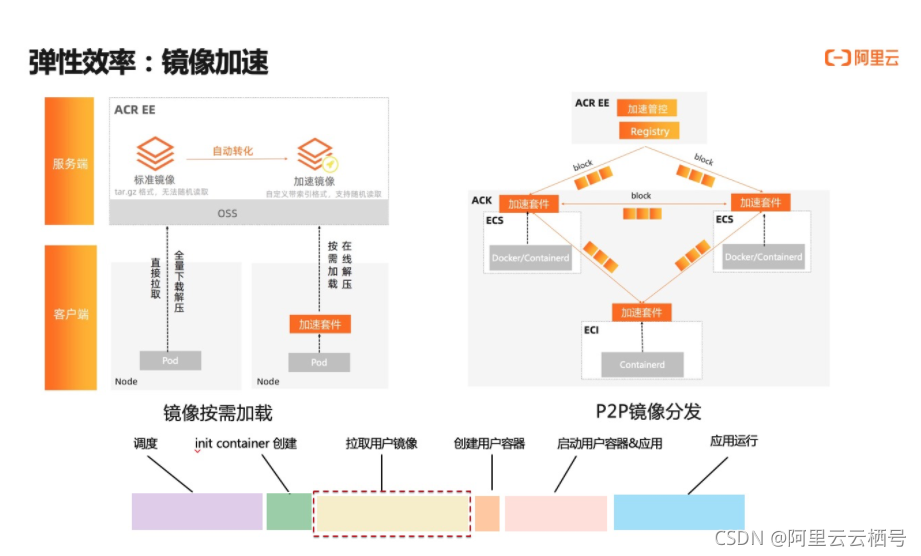 弹性效率：镜像加速
阿里云
服务端
ACR EE
标准镜像
tar.gz 格式，无法随机读取
自动转化
加速镜像
自定义带索引格式，支持随机读取
OSS
客户端
直接拉取
全量下载解压
Pod
Node
按需加载
在线解压
加速套件
Pod
Node
镜像按需加载
ACR EE
加速管控
Registry
block
block
ACK
加速套件
block
加速套件
ECS
Docker/Containerd
ECS
Docker/Containerd
加速套件
ECI
Containerd
P2P镜像分发
调度
init container 创建
拉取用户镜像
创建用户容器
启动用户容器&应用
应用运行
CSDN @阿里云云栖号